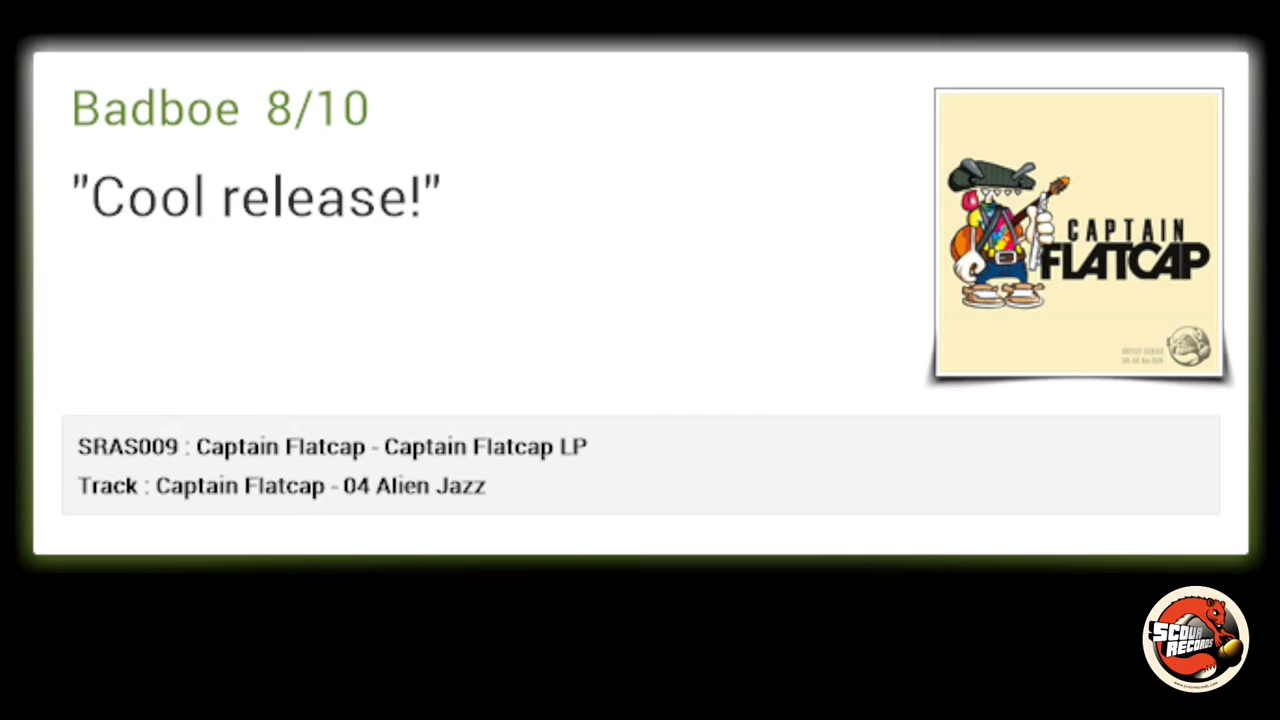 Badboe 8/10
"Cool release!"
CAPTAIN
FLATCAP
SRAS009 : Captain Flatcap - Captain Flatcap LP
Track : Captain Flatcap - 04 Alien Jazz
SCOUR
RECORDS